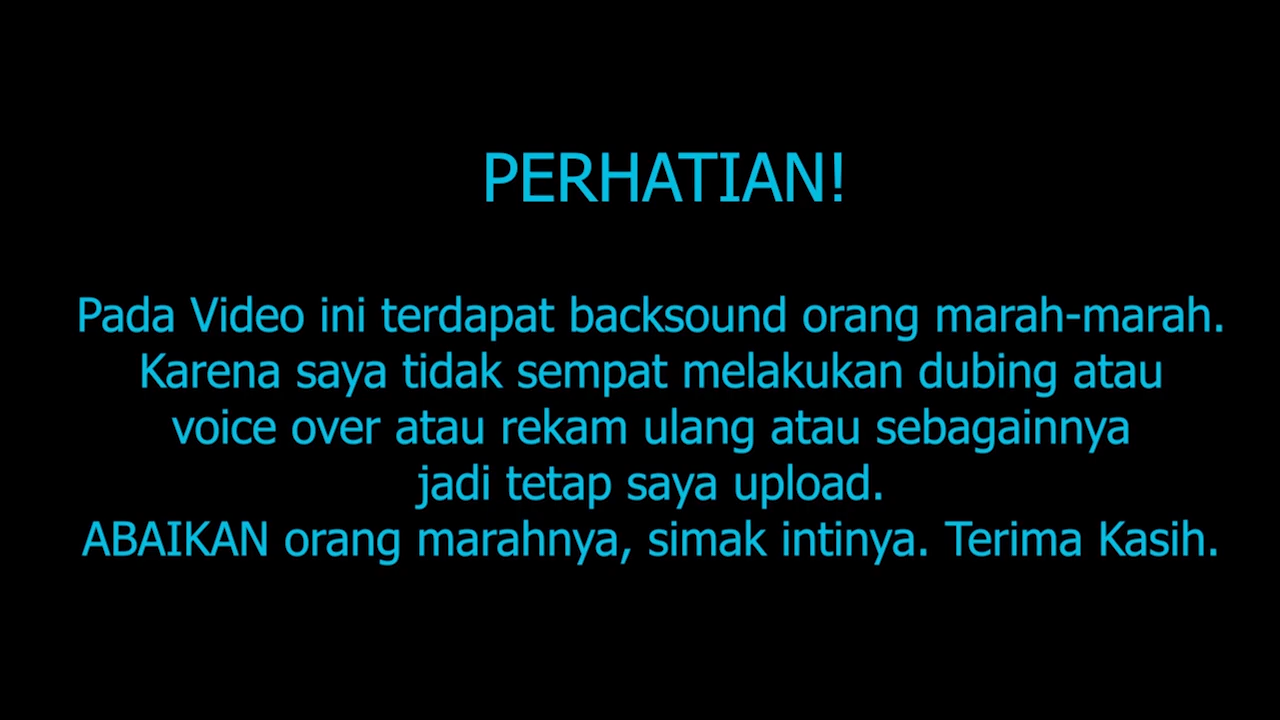 PERHATIAN!
Pada Video ini terdapat backsound orang marah-marah.
Karena saya tidak sempat melakukan dubing atau
voice over atau rekam ulang atau sebagainnya
jadi tetap saya upload.
ABAIKAN orang marahnya, simak intinya. Terima Kasih.